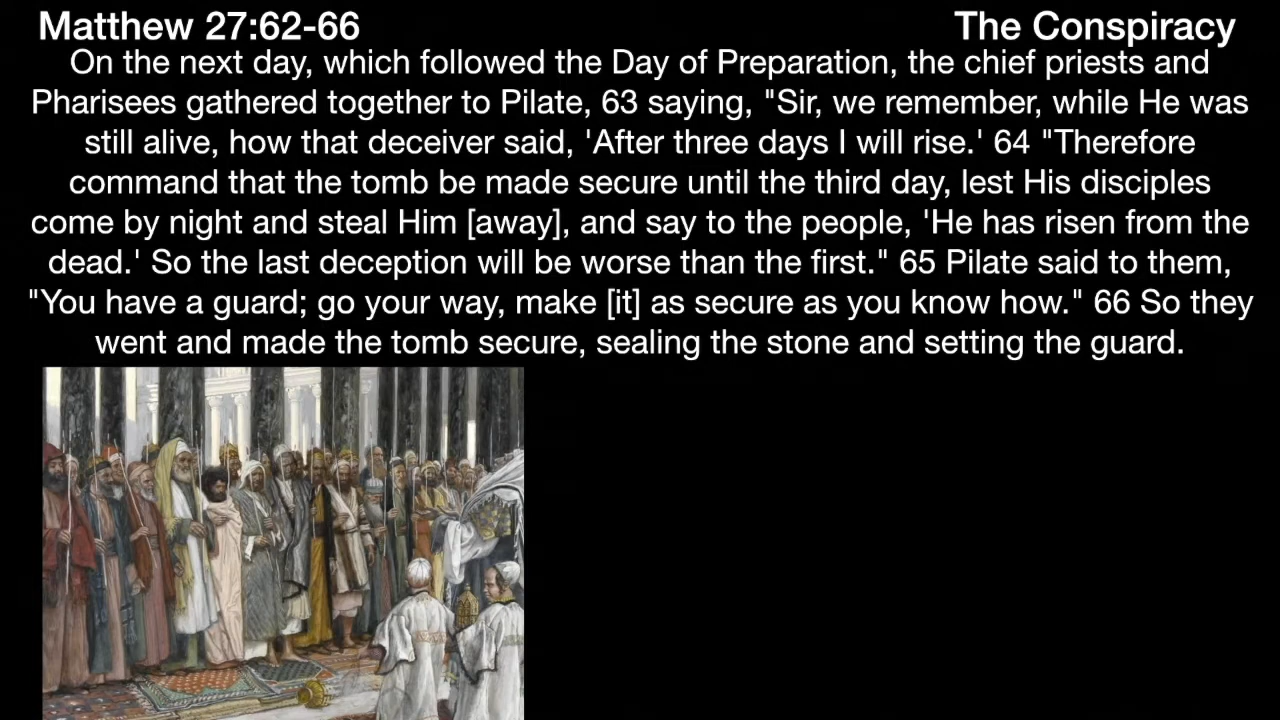 Matthew 27:62-66
The Conspiracy
On the next day, which followed the Day of Preparation, the chief priests and
Pharisees gathered together to Pilate, 63 saying, "Sir, we remember, while He was
still alive, how that deceiver said, 'After three days I will rise.' 64 "Therefore
command that the tomb be made secure until the third day, lest His disciples
come by night and steal Him [away], and say to the people, 'He has risen from the
dead.' So the last deception will be worse than the first." 65 Pilate said to them,
"You have a guard; go your way, make [it] as secure as you know how." 66 So they
went and made the tomb secure, sealing the stone and setting the guard.